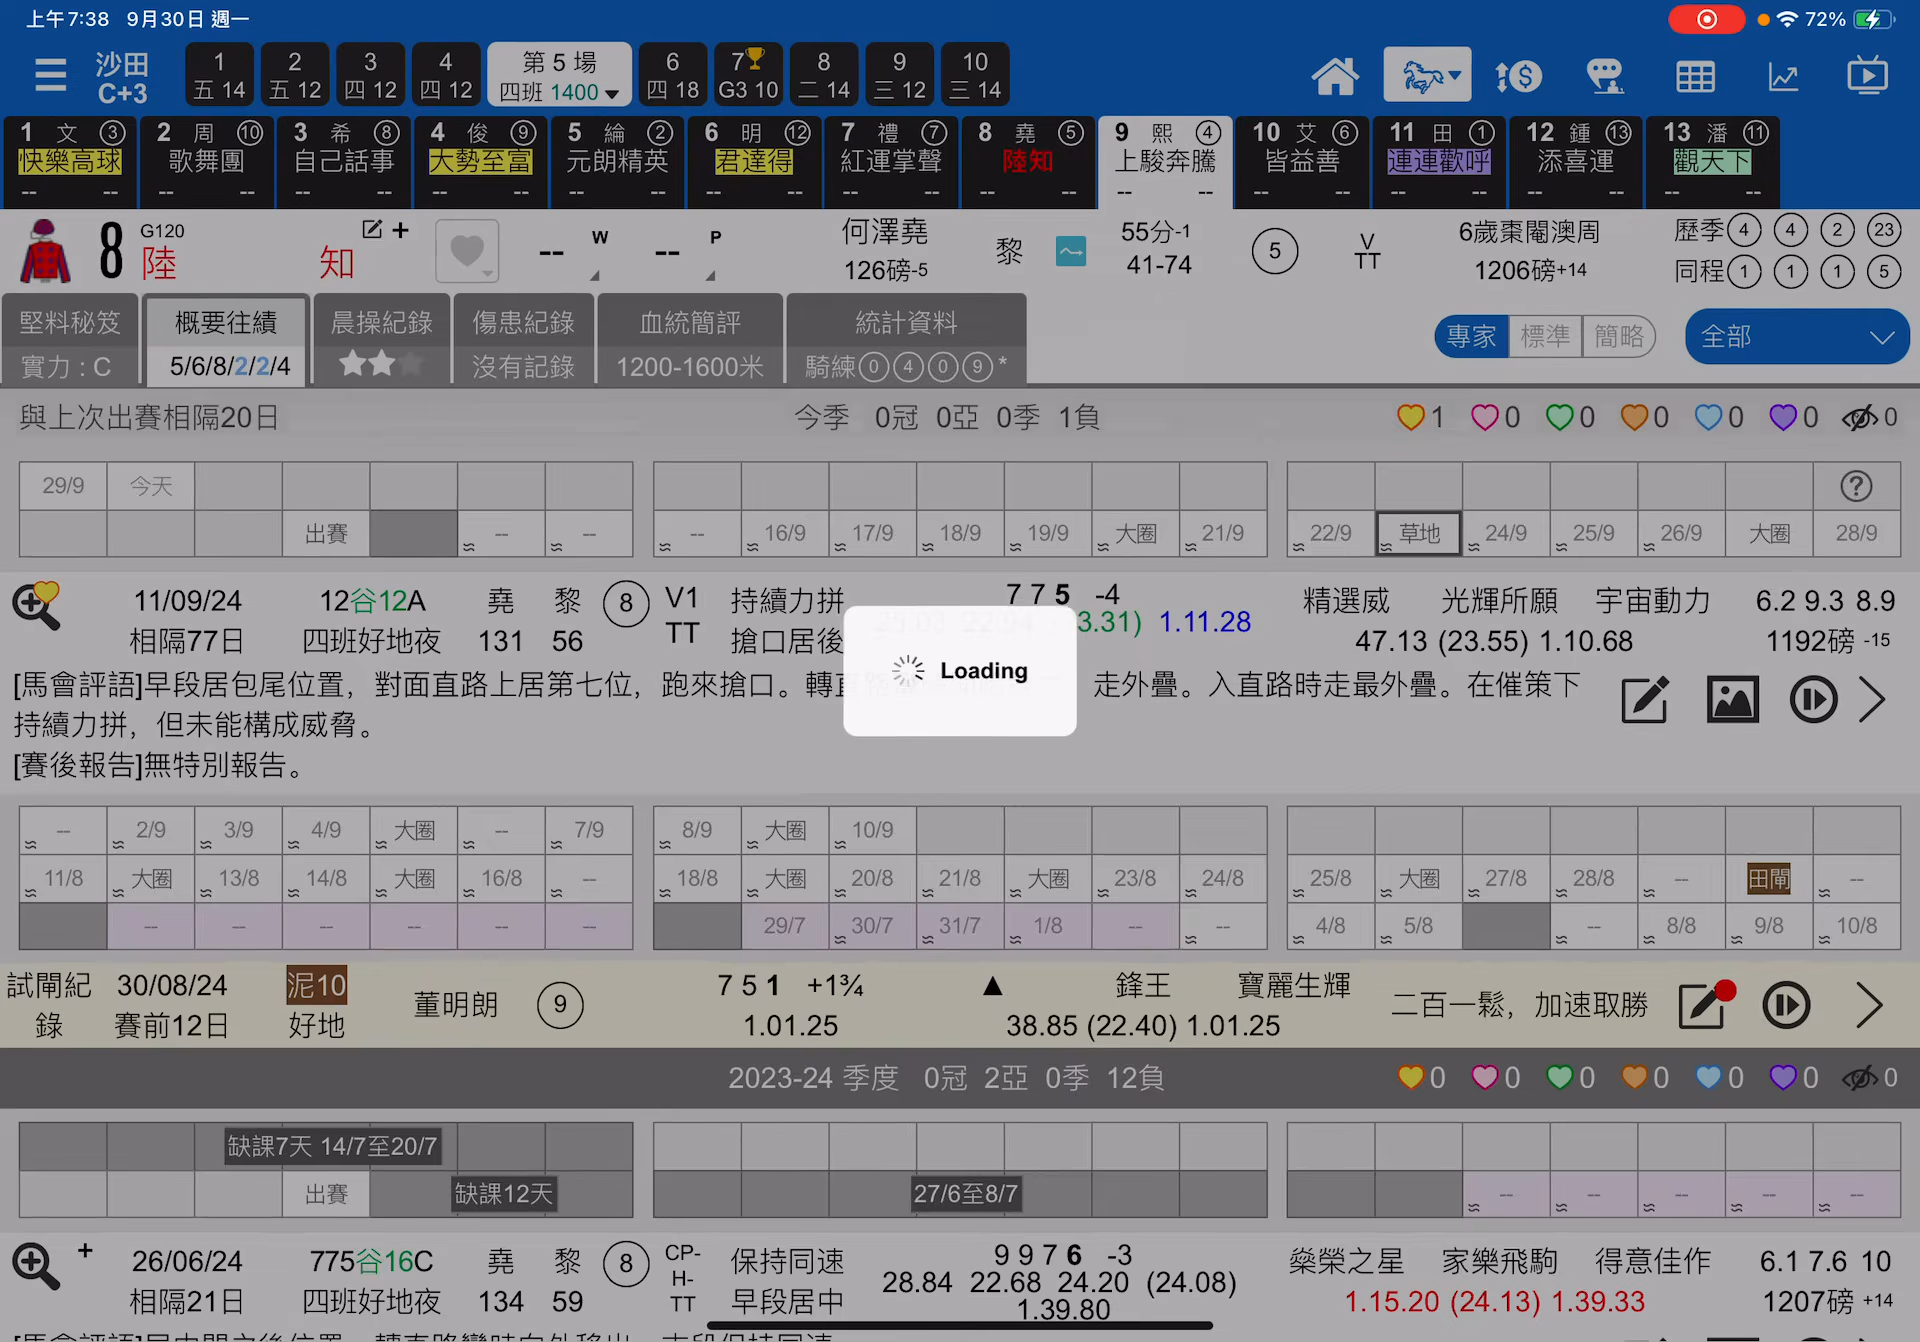 上午7:38 9月30日 週一 72%
沙田 C+3
1 五 14
2 五 12
3 四 12
4 四 12
第 5 場 四班 1400
6 四 18
7 G3 10
8 二 14
9 三 12
10 三 14
1 文 3 快樂高球 -- --
2 周 10 歌舞團 -- --
3 希 8 自己話事 -- --
4 俊 9 大勢至富 -- --
5 綸 2 元朗精英 -- --
6 明 12 君達得 -- --
7 禮 7 紅運掌聲 -- --
8 堯 5 陸知 -- --
9 熙 4 上駿奔騰 -- --
10 艾 6 皆益善 -- --
11 田 1 連連歡呼 -- --
12 鍾 13 添喜運 -- --
13 潘 11 觀天下 -- --
8 G120 陸知 + -- W -- P
何澤堯 126磅-5 黎
55分-1 41-74
5 V TT
6歲棗閹澳周 1206磅+14
歷季 4 4 2 23
同程 1 1 1 5
堅料秘笈 實力 : C
概要往績 5/6/8/2/2/4
晨操紀錄
傷患紀錄 沒有記錄
血統簡評 1200-1600米
統計資料 騎練 0 4 0 9 *
專家 標準 簡略 全部
與上次出賽相隔20日 今季 0冠 0亞 0季 1負 1 0 0 0 0 0 0
29/9 今天 ?
出賽 -- -- -- 16/9 17/9 18/9 19/9 大圈 21/9 22/9 草地 24/9 25/9 26/9 大圈 28/9
11/09/24 12谷12A 堯 黎 8 V1 持續力拼 7 7 5 -4 精選威 光輝所願 宇宙動力 6.2 9.3 8.9
相隔77日 四班好地夜 131 56 TT 搶口居後 3.31) 1.11.28 47.13 (23.55) 1.10.68 1192磅 -15
Loading
[馬會評語]早段居包尾位置，對面直路上居第七位，跑來搶口。轉 走外疊。入直路時走最外疊。在催策下
持續力拼，但未能構成威脅。
[賽後報告]無特別報告。
-- 2/9 3/9 4/9 大圈 -- 7/9 8/9 大圈 10/9
11/8 大圈 13/8 14/8 大圈 16/8 -- 18/8 大圈 20/8 21/8 大圈 23/8 24/8 25/8 大圈 27/8 28/8 -- 田閘 --
-- -- -- -- -- -- 29/7 30/7 31/7 1/8 -- -- 4/8 5/8 -- 8/8 9/8 10/8
試閘紀錄 30/08/24 泥10 董明朗 9 7 5 1 +1¾ ▲ 鋒王 寶麗生輝 二百一鬆，加速取勝
賽前12日 好地 1.01.25 38.85 (22.40) 1.01.25
2023-24 季度 0冠 2亞 0季 12負 0 0 0 0 0 0 0
缺課7天 14/7至20/7
出賽 缺課12天 27/6至8/7 -- -- -- -- --
+ 26/06/24 775谷16C 堯 黎 8 CP-H-TT 保持同速 9 9 7 6 -3 燊榮之星 家樂飛駒 得意佳作 6.1 7.6 10
相隔21日 四班好地夜 134 59 早段居中 28.84 22.68 24.20 (24.08) 1.39.80 1.15.20 (24.13) 1.39.33 1207磅 +14